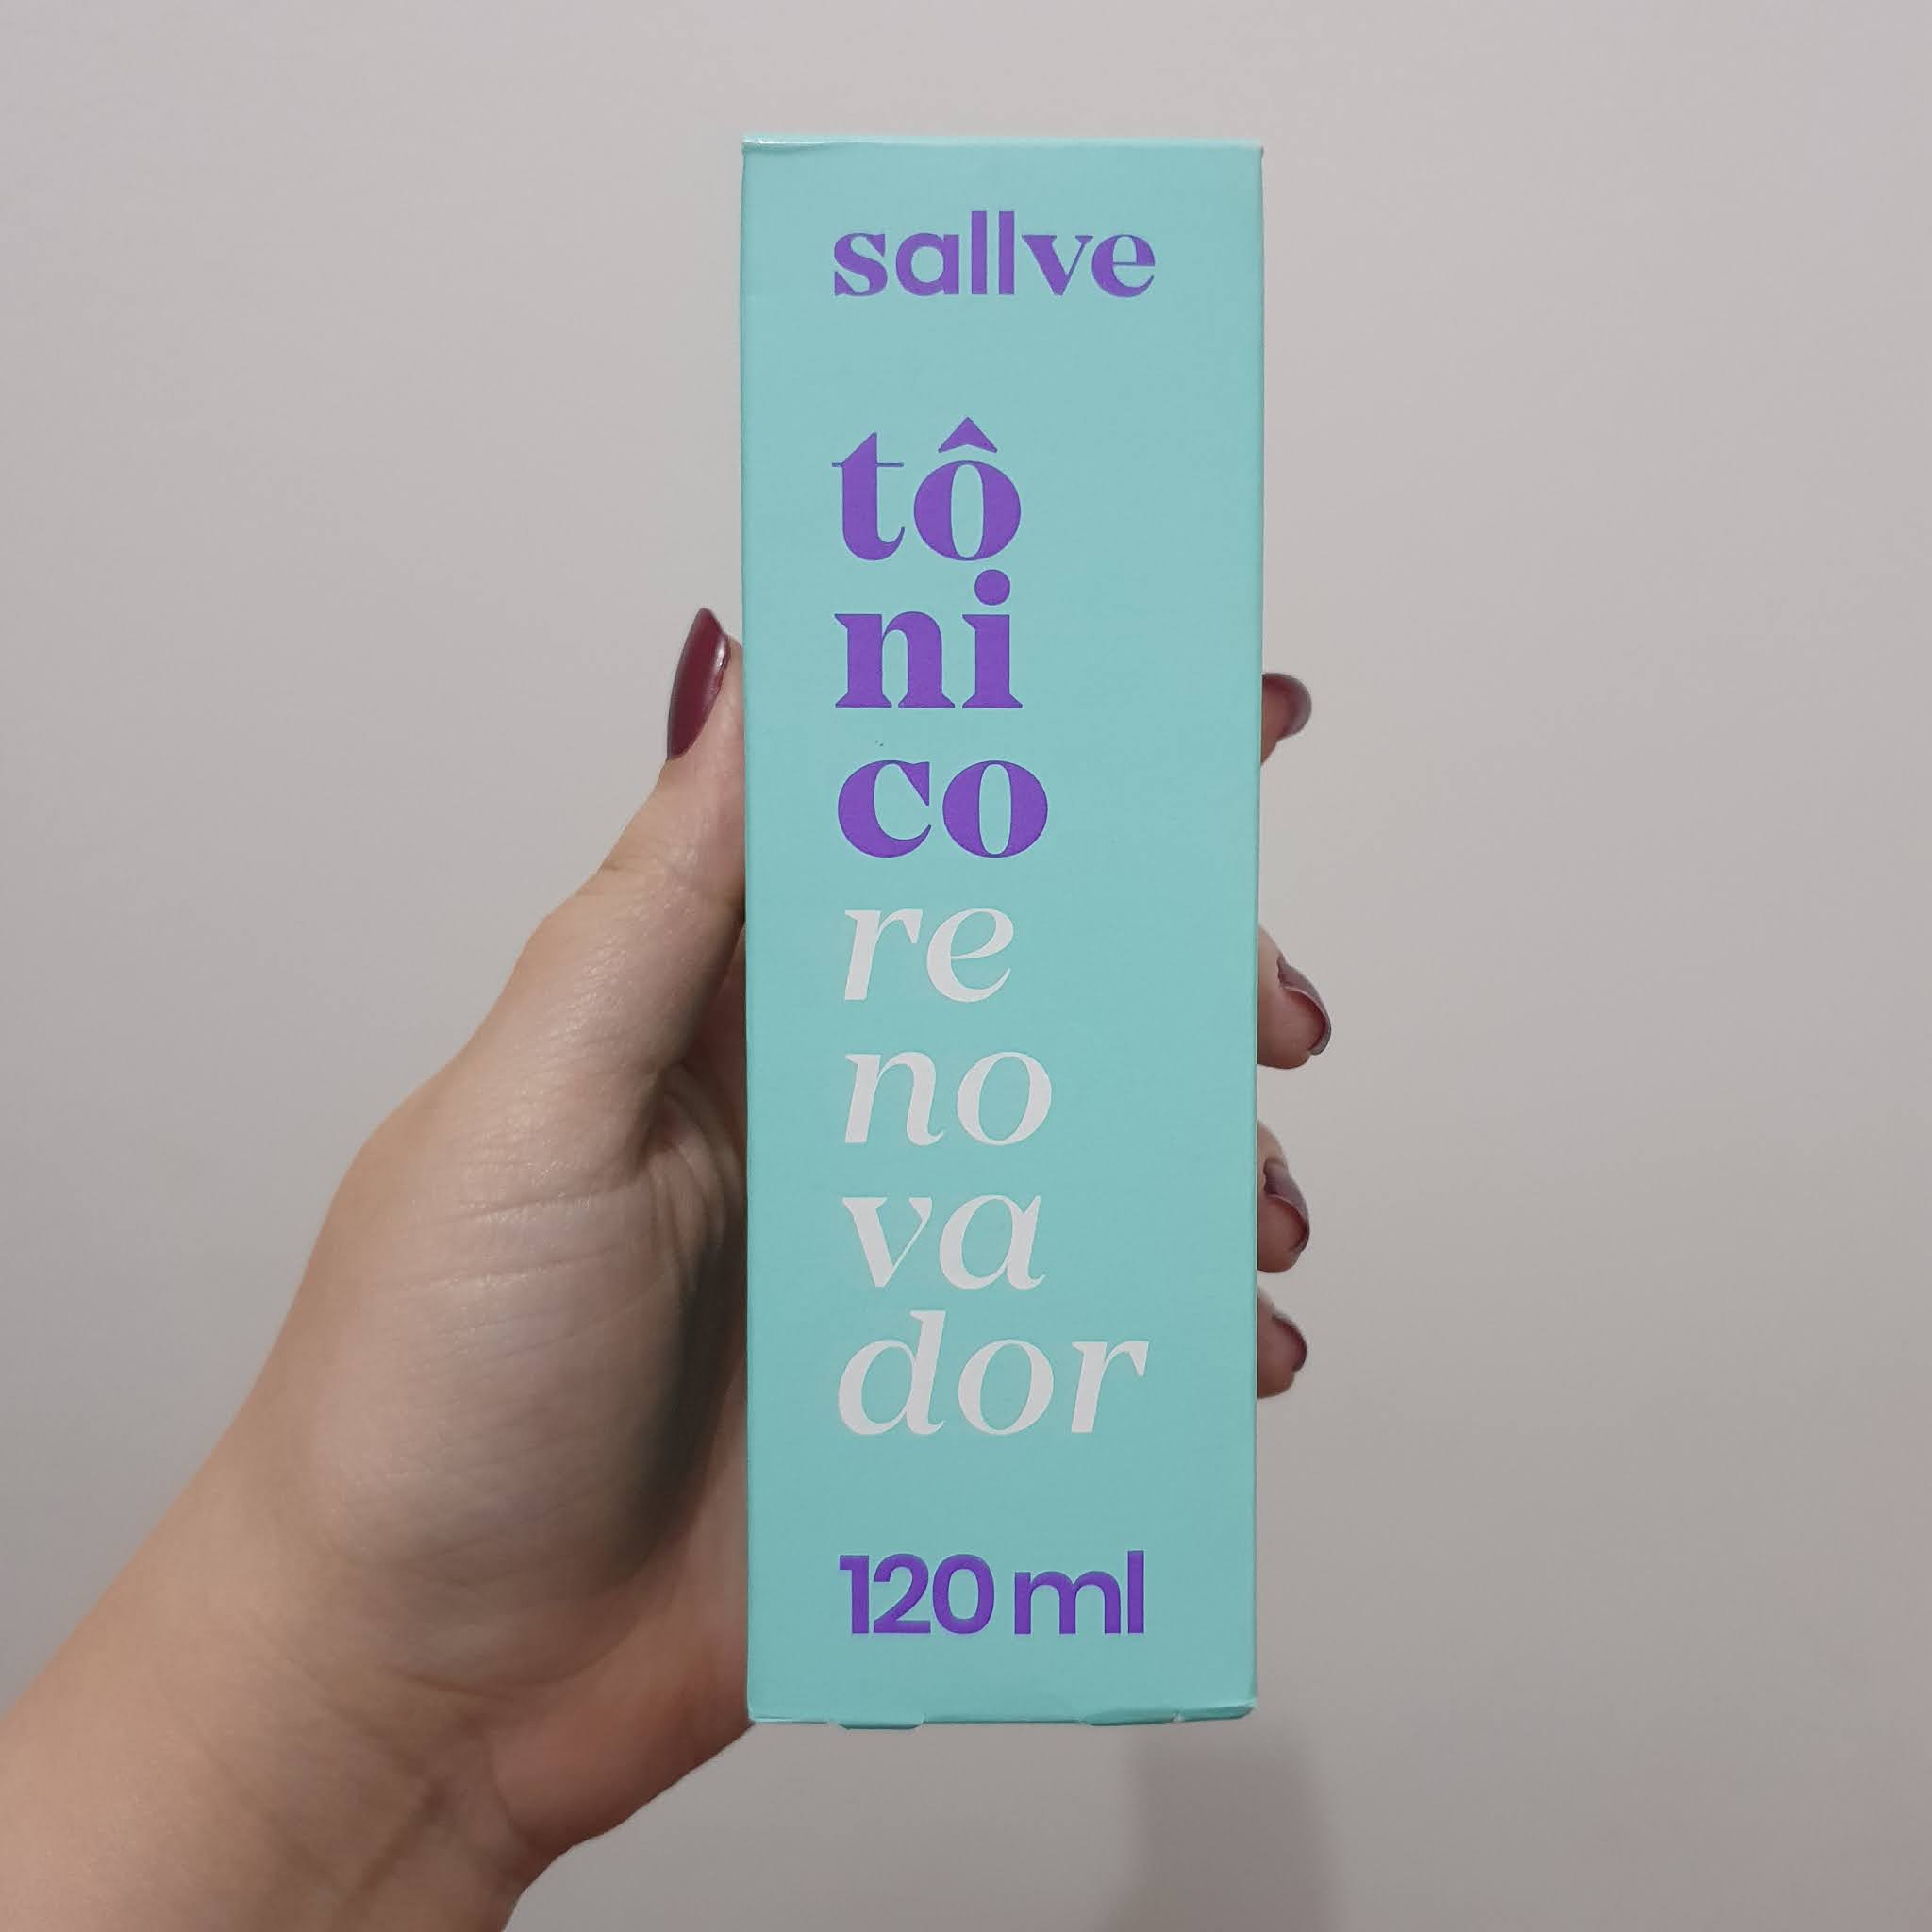 sallve
tô
ni
co
re
no
va
dor
120 ml